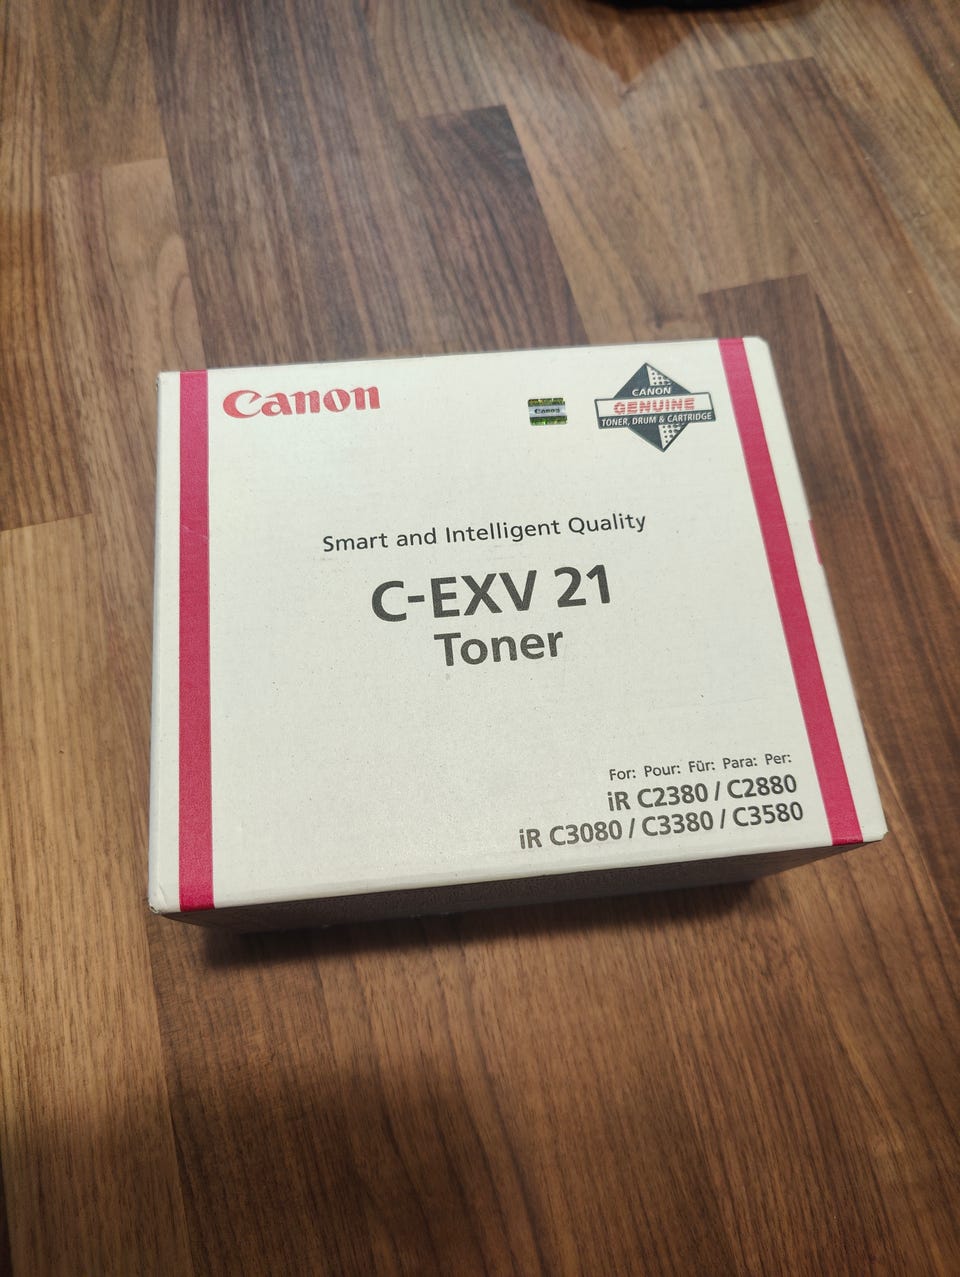 Canon
Canon
CANON
GENUINE
TONER, DRUM & CARTRIDGE
Smart and Intelligent Quality
C-EXV 21
Toner
For: Pour: Für: Para: Per:
iR C2380 / C2880
iR C3080 / C3380 / C3580